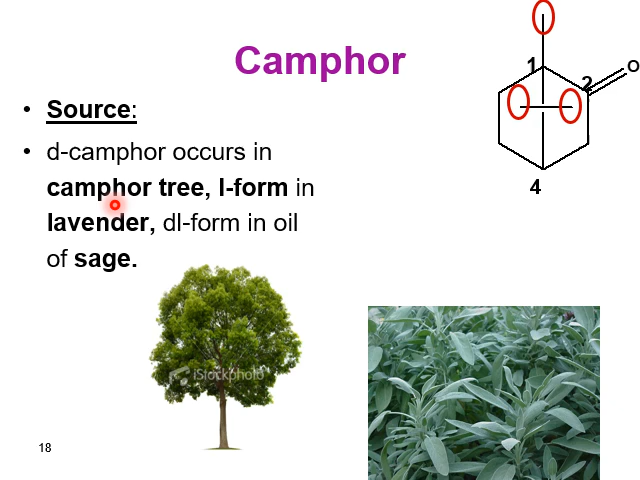 Camphor
1
2
O
4
• Source:
• d-camphor occurs in
camphor tree, l-form in
lavender, dl-form in oil
of sage.
iStockphoto
18